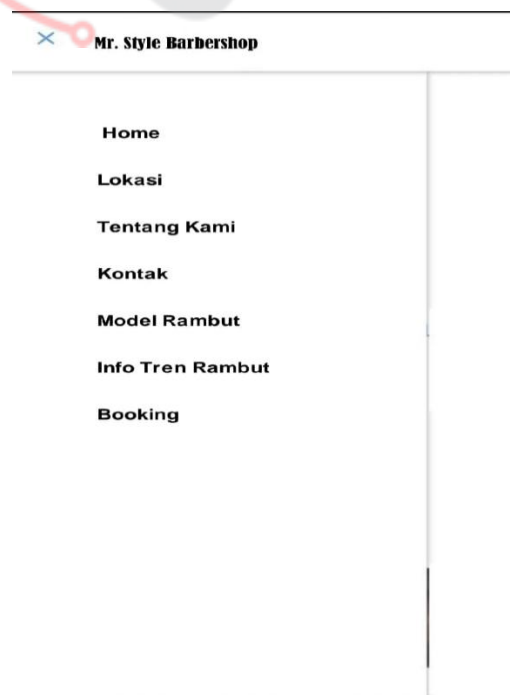 Mr. Style Barbershop
Home
Lokasi
Tentang Kami
Kontak
Model Rambut
Info Tren Rambut
Booking